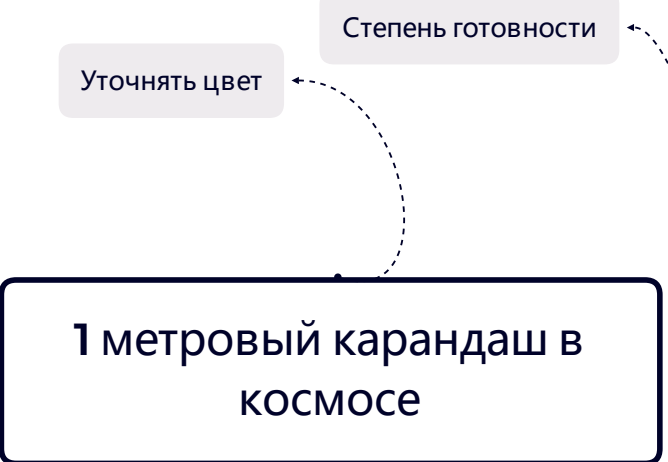 Степень готовности
Уточнять цвет
1 метровый карандаш в
космосе